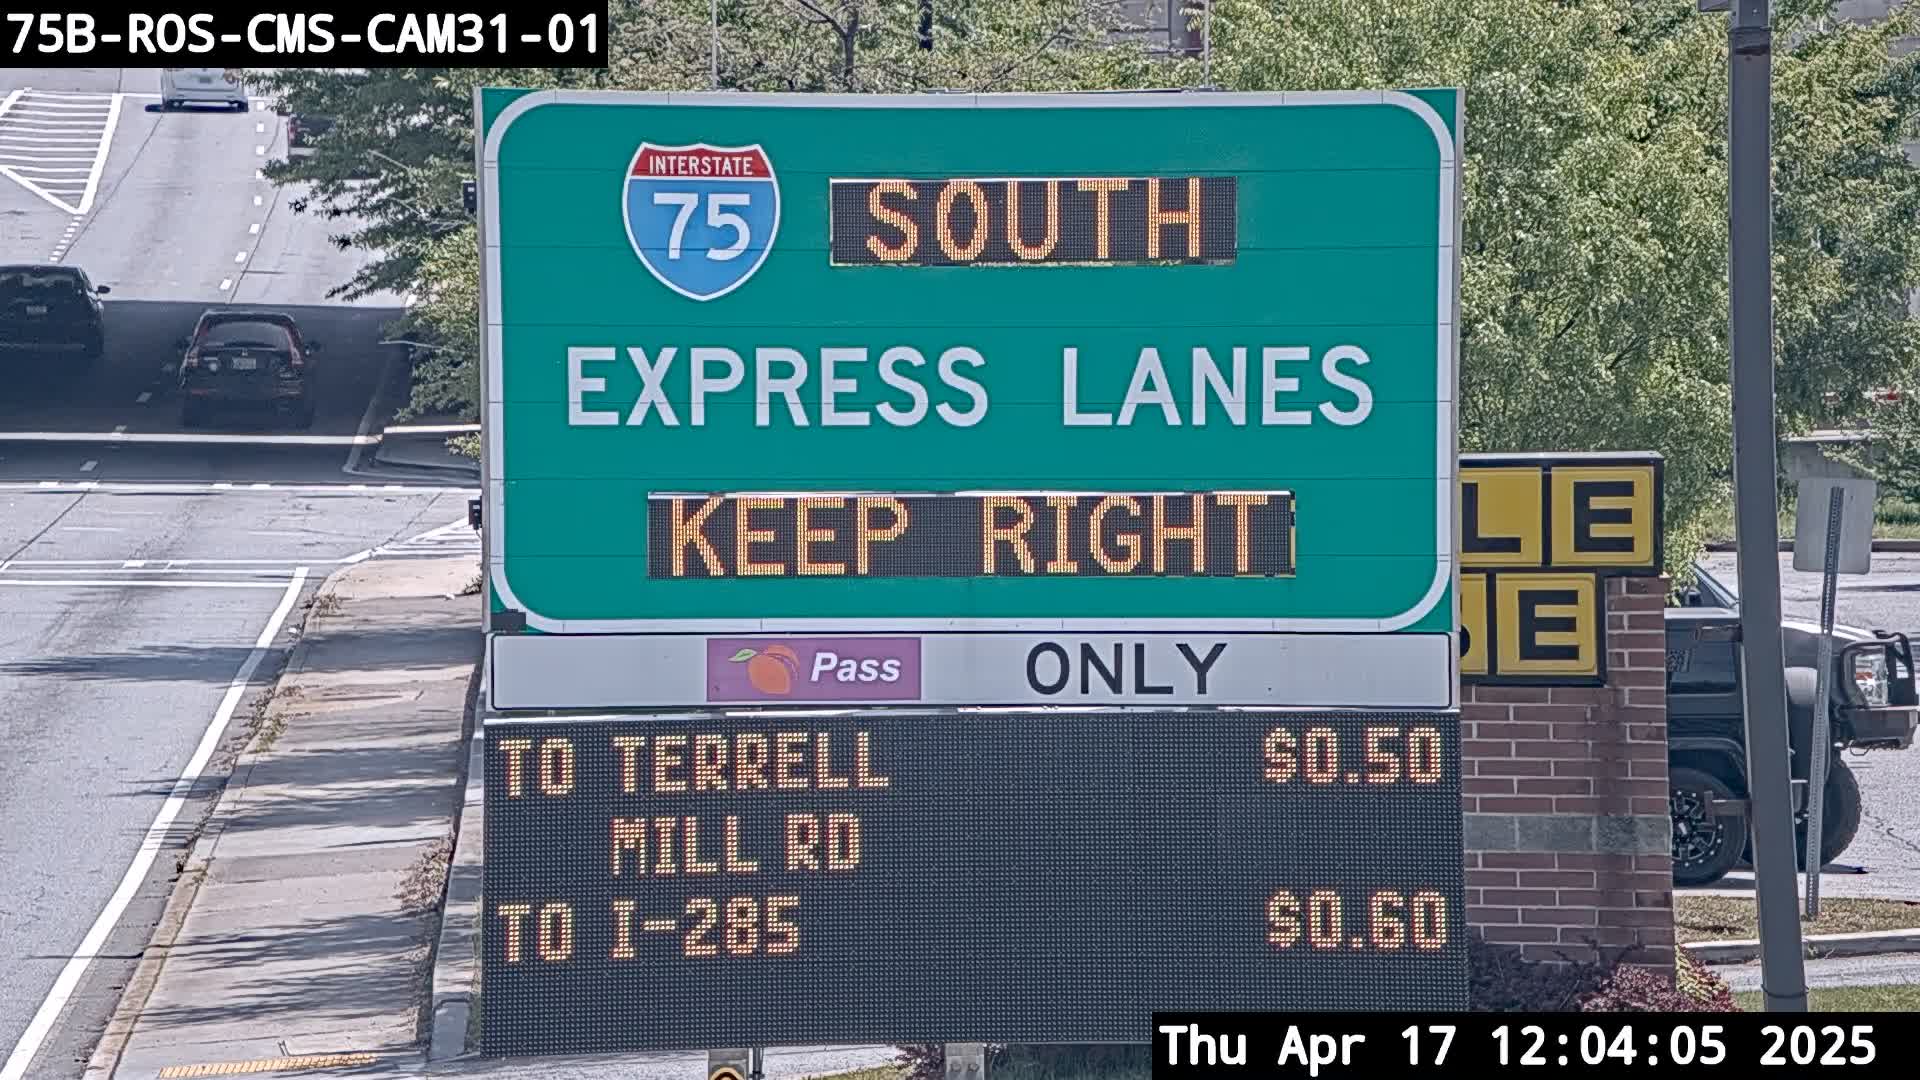 75B-ROS-CMS-CAM31-01
INTERSTATE
75
SOUTH
EXPRESS LANES
KEEP RIGHT
Pass ONLY
TO TERRELL $0.50
MILL RD
TO I-285 $0.60
LE
E
Thu Apr 17 12:04:05 2025